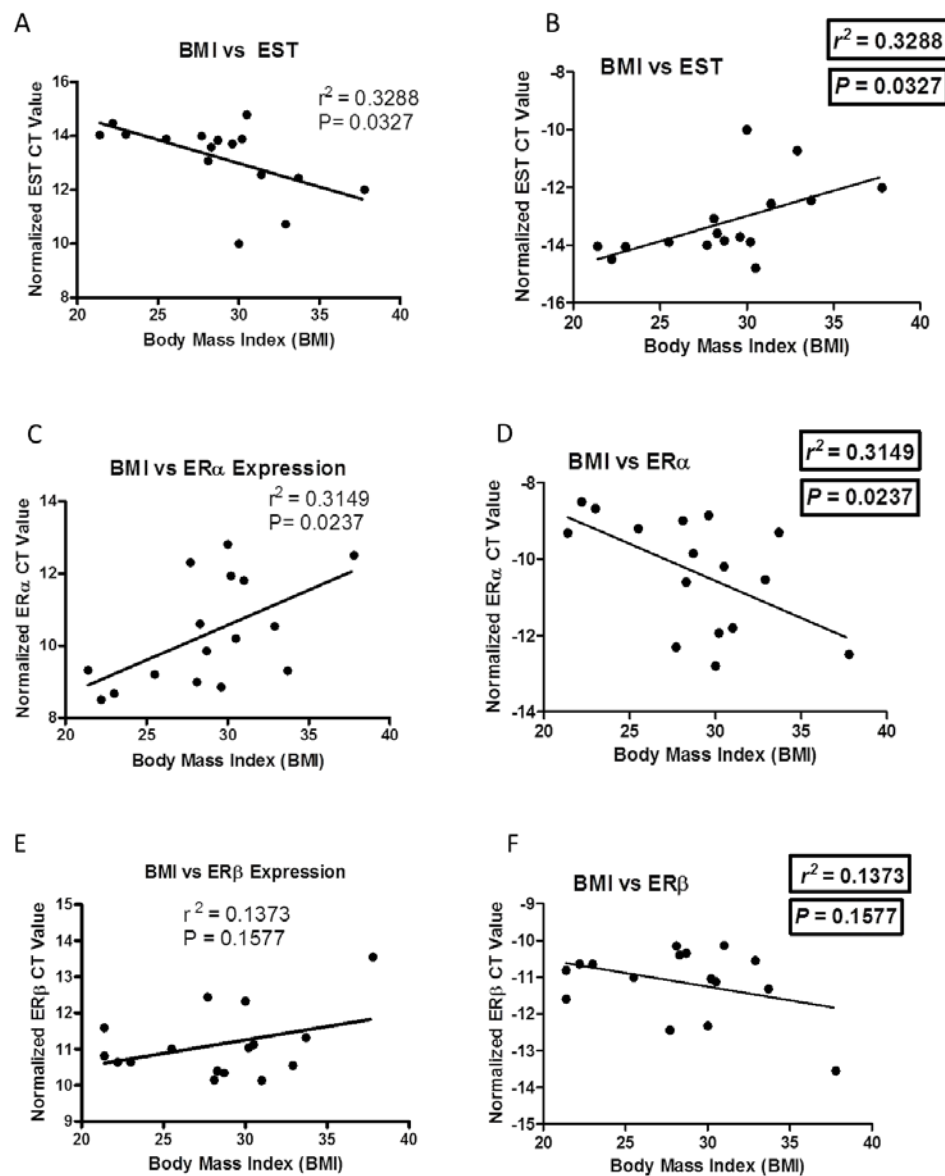 A
BMI vs EST
r² = 0.3288
P= 0.0327
Normalized EST CT Value
16
14
12
10
8
20 25 30 35 40
Body Mass Index (BMI)
B
BMI vs EST
r² = 0.3288
P = 0.0327
Normalized EST CT Value
-8
-10
-12
-14
-16
20 25 30 35 40
Body Mass Index (BMI)
C
BMI vs ERα Expression
r² = 0.3149
P= 0.0237
Normalized ERα CT Value
14
12
10
8
20 25 30 35 40
Body Mass Index (BMI)
D
BMI vs ERα
r² = 0.3149
P = 0.0237
Normalized ERα CT Value
-8
-10
-12
-14
20 25 30 35 40
Body Mass Index (BMI)
E
BMI vs ERβ Expression
r² = 0.1373
P = 0.1577
Normalized ERβ CT Value
15
14
13
12
11
10
9
20 25 30 35 40
Body Mass Index (BMI)
F
BMI vs ERβ
r² = 0.1373
P = 0.1577
Normalized ERβ CT Value
-9
-10
-11
-12
-13
-14
-15
20 25 30 35 40
Body Mass Index (BMI)